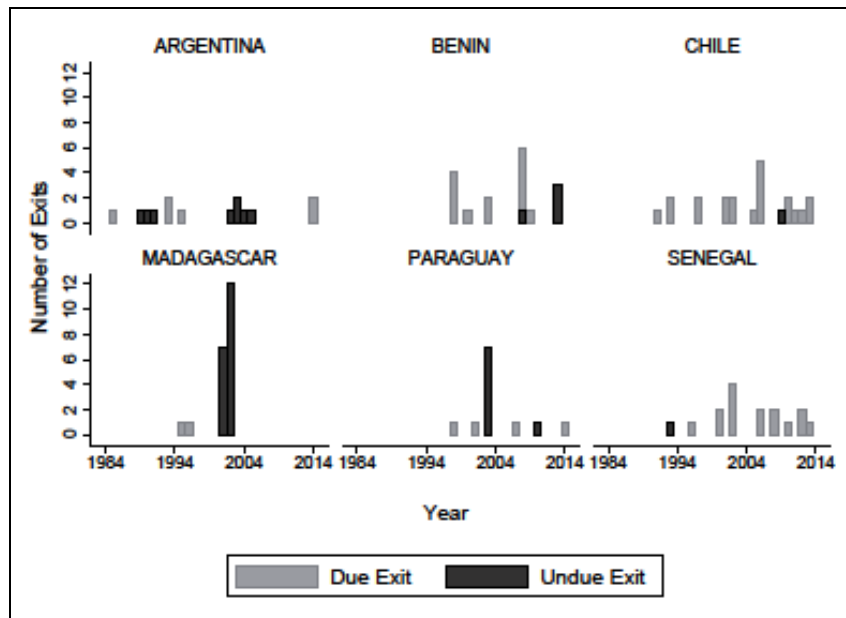 ARGENTINA BENIN CHILE
0 2 4 6 8 10 12
MADAGASCAR PARAGUAY SENEGAL
0 2 4 6 8 10 12
Number of Exits
1984 1994 2004 2014 1984 1994 2004 2014 1984 1994 2004 2014
Year
Due Exit Undue Exit